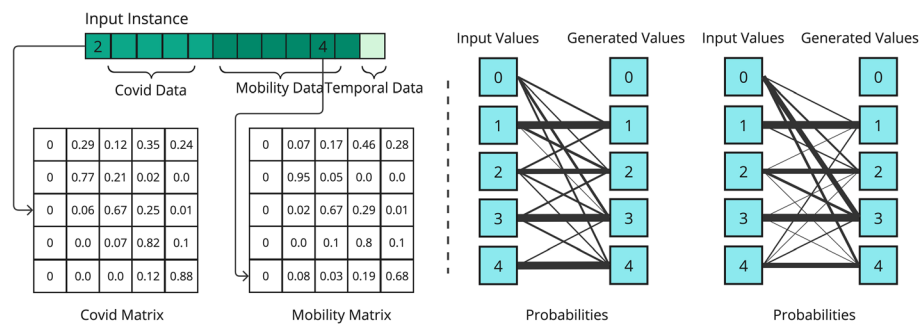 Input Instance
2 4
Covid Data Mobility Data Temporal Data
0 0.29 0.12 0.35 0.24
0 0.77 0.21 0.02 0.0
0 0.06 0.67 0.25 0.01
0 0.0 0.07 0.82 0.1
0 0.0 0.0 0.12 0.88
Covid Matrix
0 0.07 0.17 0.46 0.28
0 0.95 0.05 0.0 0.0
0 0.02 0.67 0.29 0.01
0 0.0 0.1 0.8 0.1
0 0.08 0.03 0.19 0.68
Mobility Matrix
Input Values Generated Values
0 0
1 1
2 2
3 3
4 4
Probabilities
Input Values Generated Values
0 0
1 1
2 2
3 3
4 4
Probabilities